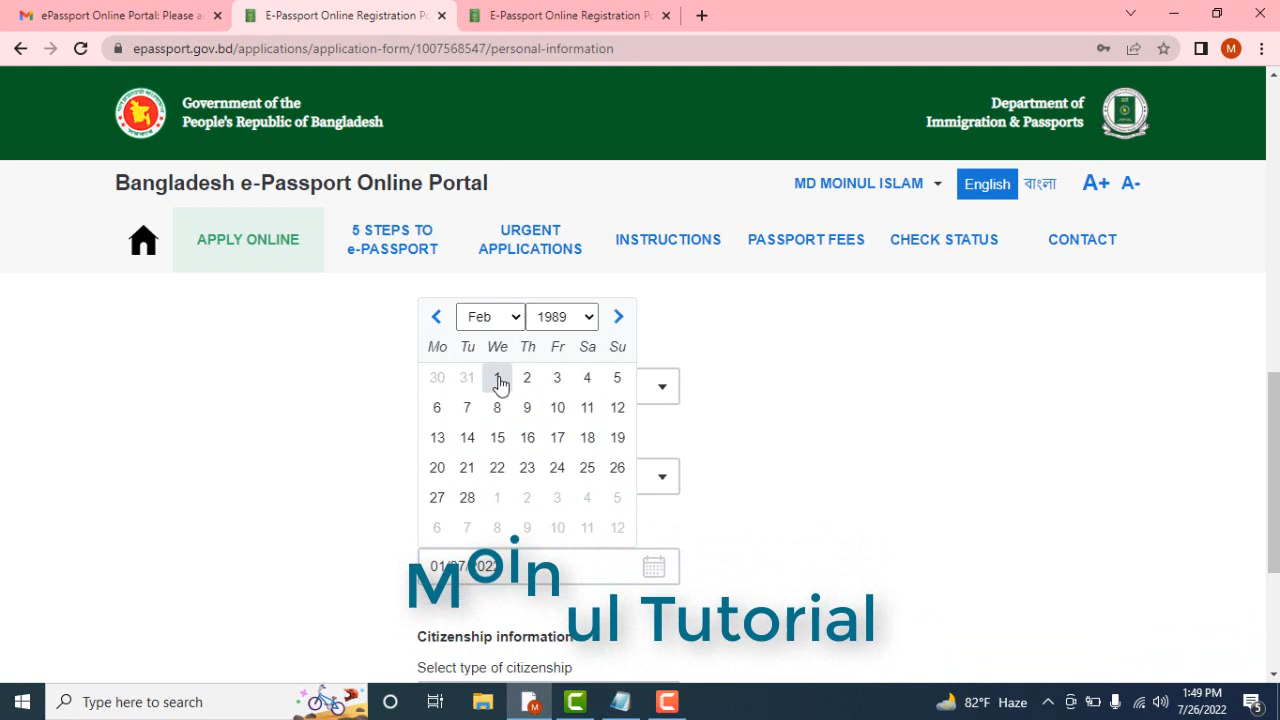 ePassport Online Portal: Please a
E-Passport Online Registration Po
E-Passport Online Registration Po
epassport.gov.bd/applications/application-form/1007568547/personal-information
M
Government of the
People's Republic of Bangladesh
Department of
Immigration & Passports
Bangladesh e-Passport Online Portal
MD MOINUL ISLAM
English
বাংলা
A+ A-
APPLY ONLINE
5 STEPS TO
e-PASSPORT
URGENT
APPLICATIONS
INSTRUCTIONS
PASSPORT FEES
CHECK STATUS
CONTACT
Feb 1989
Mo Tu We Th Fr Sa Su
30 31 1 2 3 4 5
6 7 8 9 10 11 12
13 14 15 16 17 18 19
20 21 22 23 24 25 26
27 28 1 2 3 4 5
6 7 8 9 10 11 12
01/07/2022
Moinul Tutorial
Citizenship information
Select type of citizenship
Type here to search
82°F Haze
1:49 PM
7/26/2022
5